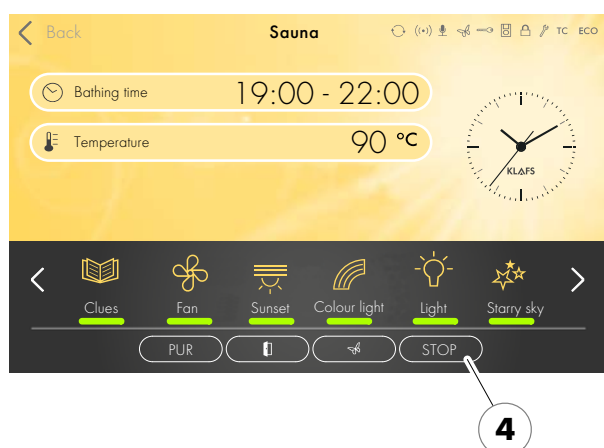 Back Sauna TC ECO
Bathing time 19:00 - 22:00
Temperature 90 °C
KLAFS
Clues Fan Sunset Colour light Light Starry sky
PUR STOP
4